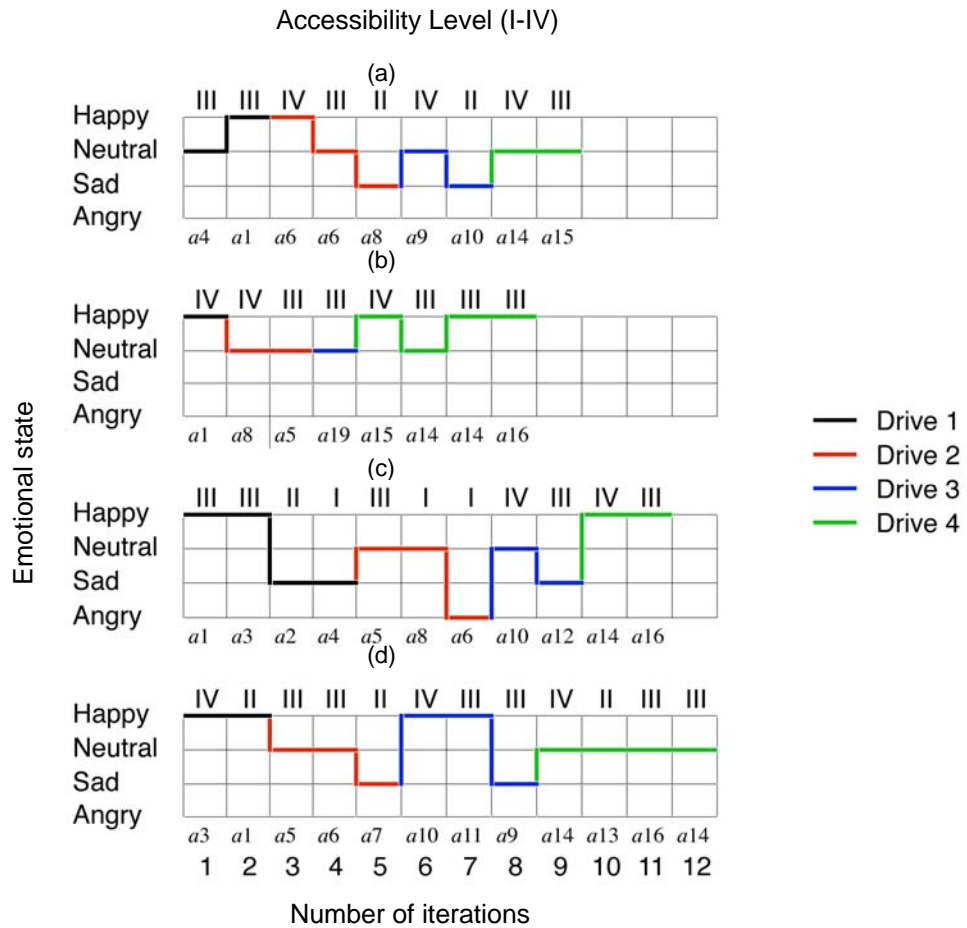 Accessibility Level (I-IV)
(a)
III III IV III II IV II IV III
Happy
Neutral
Sad
Angry
a4 a1 a6 a6 a8 a9 a10 a14 a15
(b)
IV IV III III IV III III III
Happy
Neutral
Sad
Angry
a1 a8 a5 a19 a15 a14 a14 a16
(c)
III III II I III I I IV III IV III
Happy
Neutral
Sad
Angry
a1 a3 a2 a4 a5 a8 a6 a10 a12 a14 a16
(d)
IV II III III II IV III III IV II III III
Happy
Neutral
Sad
Angry
a3 a1 a5 a6 a7 a10 a11 a9 a14 a13 a16 a14
1 2 3 4 5 6 7 8 9 10 11 12
Number of iterations
Emotional state
Drive 1
Drive 2
Drive 3
Drive 4